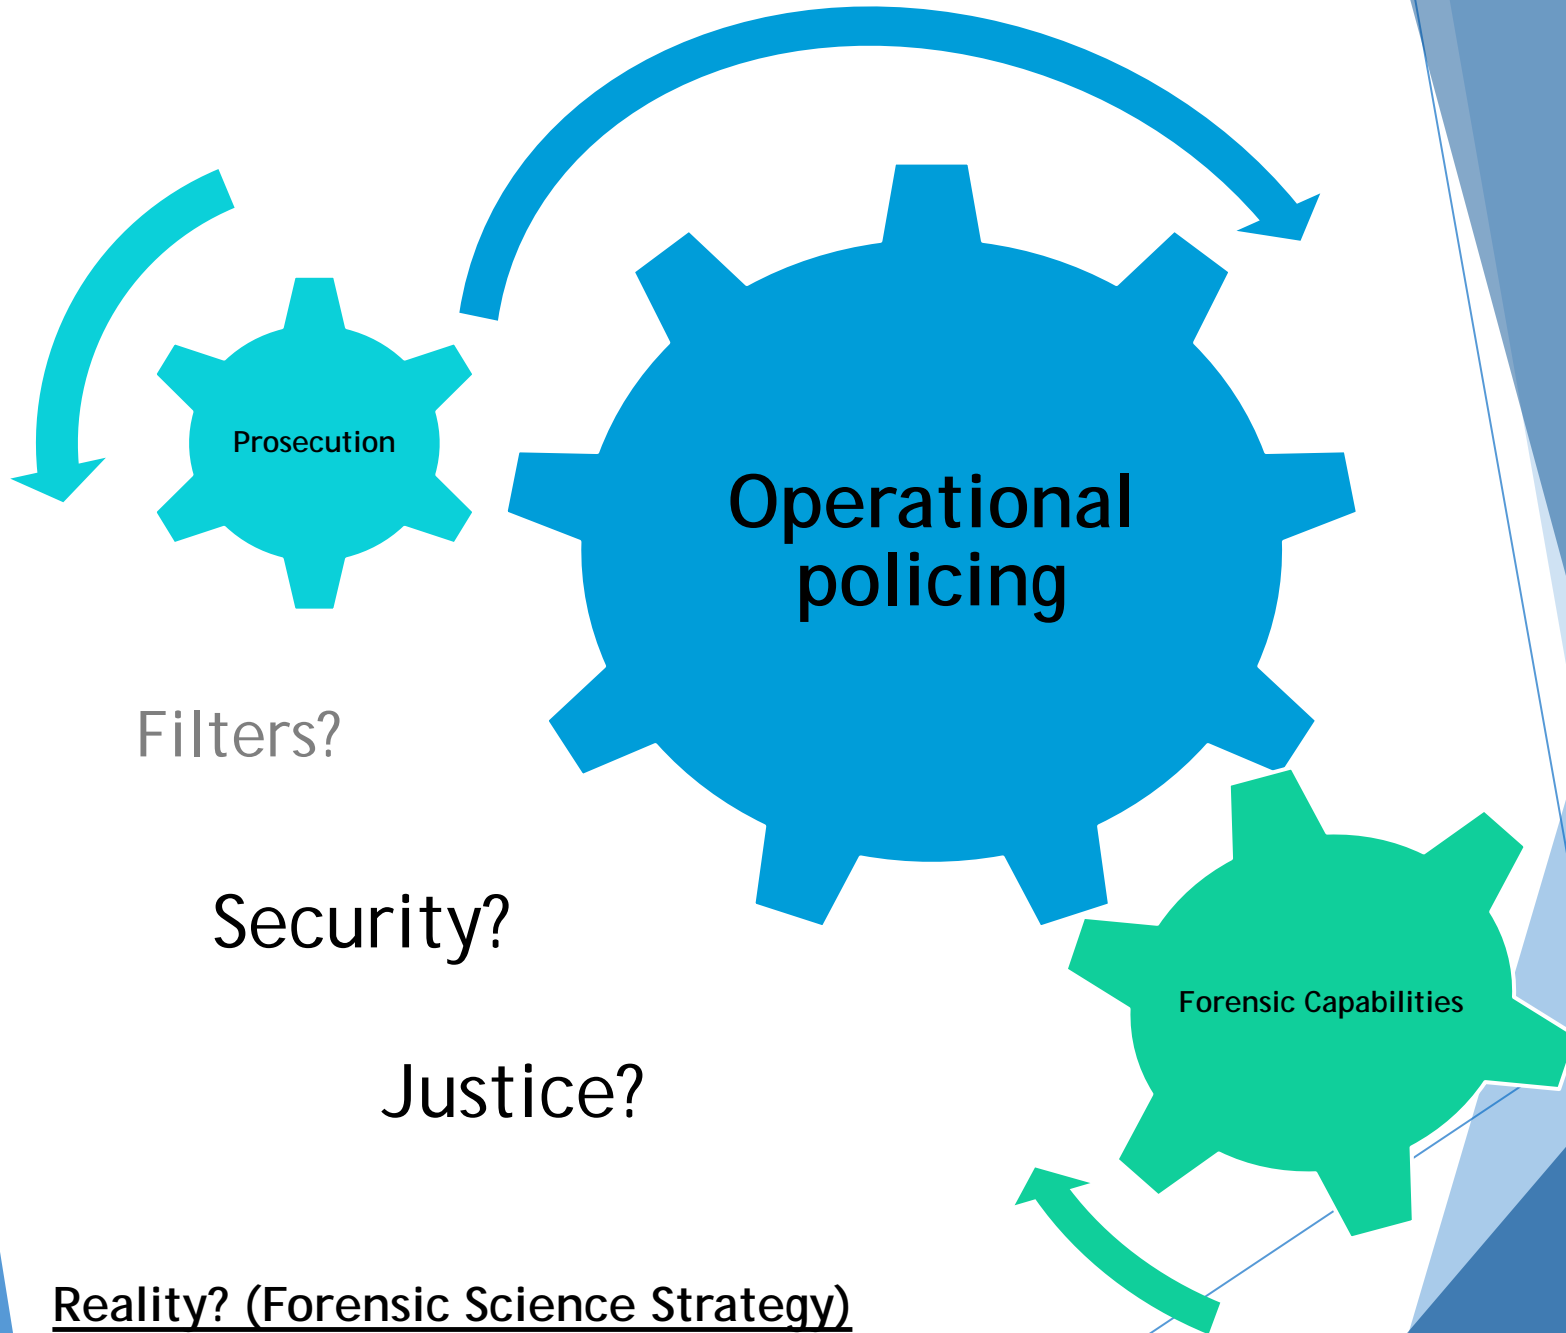 Prosecution
Operational
policing
Filters?
Security?
Forensic Capabilities
Justice?
Reality? (Forensic Science Strategy)